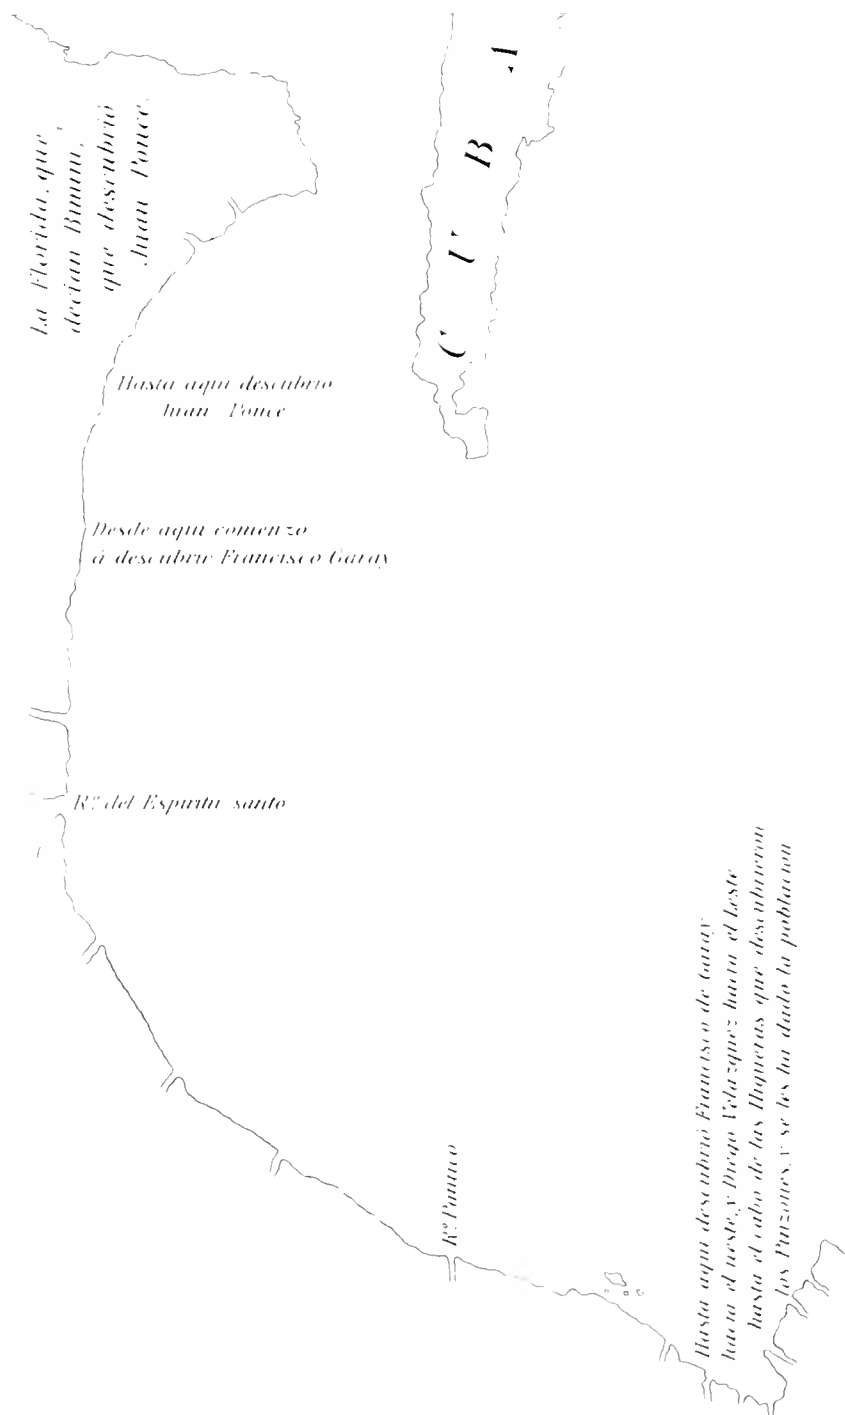 La Florida, que
decian Bimini,
que descubrió
Juan Ponce.
CUBA
Hasta aqui descubrio
Juan Ponce
Desde aqui comenzo
á descubrir Francisco Garay
R.º del Espiritu santo
R.º Panuco
Hasta aqui descubrió Francisco de Garay
hacia el ueste, y Diego Velazquez hacia el Leste
hasta el cabo de las Higueras que descubrieron
los Pinzones, y se les ha dado la poblacion